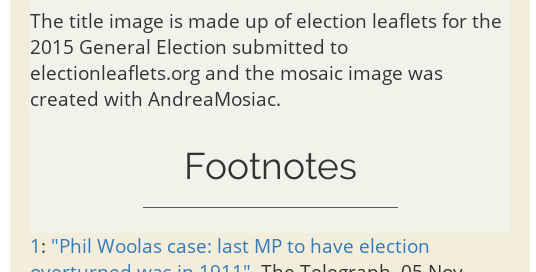 The title image is made up of election leaflets for the
2015 General Election submitted to
electionleaflets.org and the mosaic image was
created with AndreaMosiac.
Footnotes
1: "Phil Woolas case: last MP to have election
overturned was in 1911". The Telegraph. 05 Nov